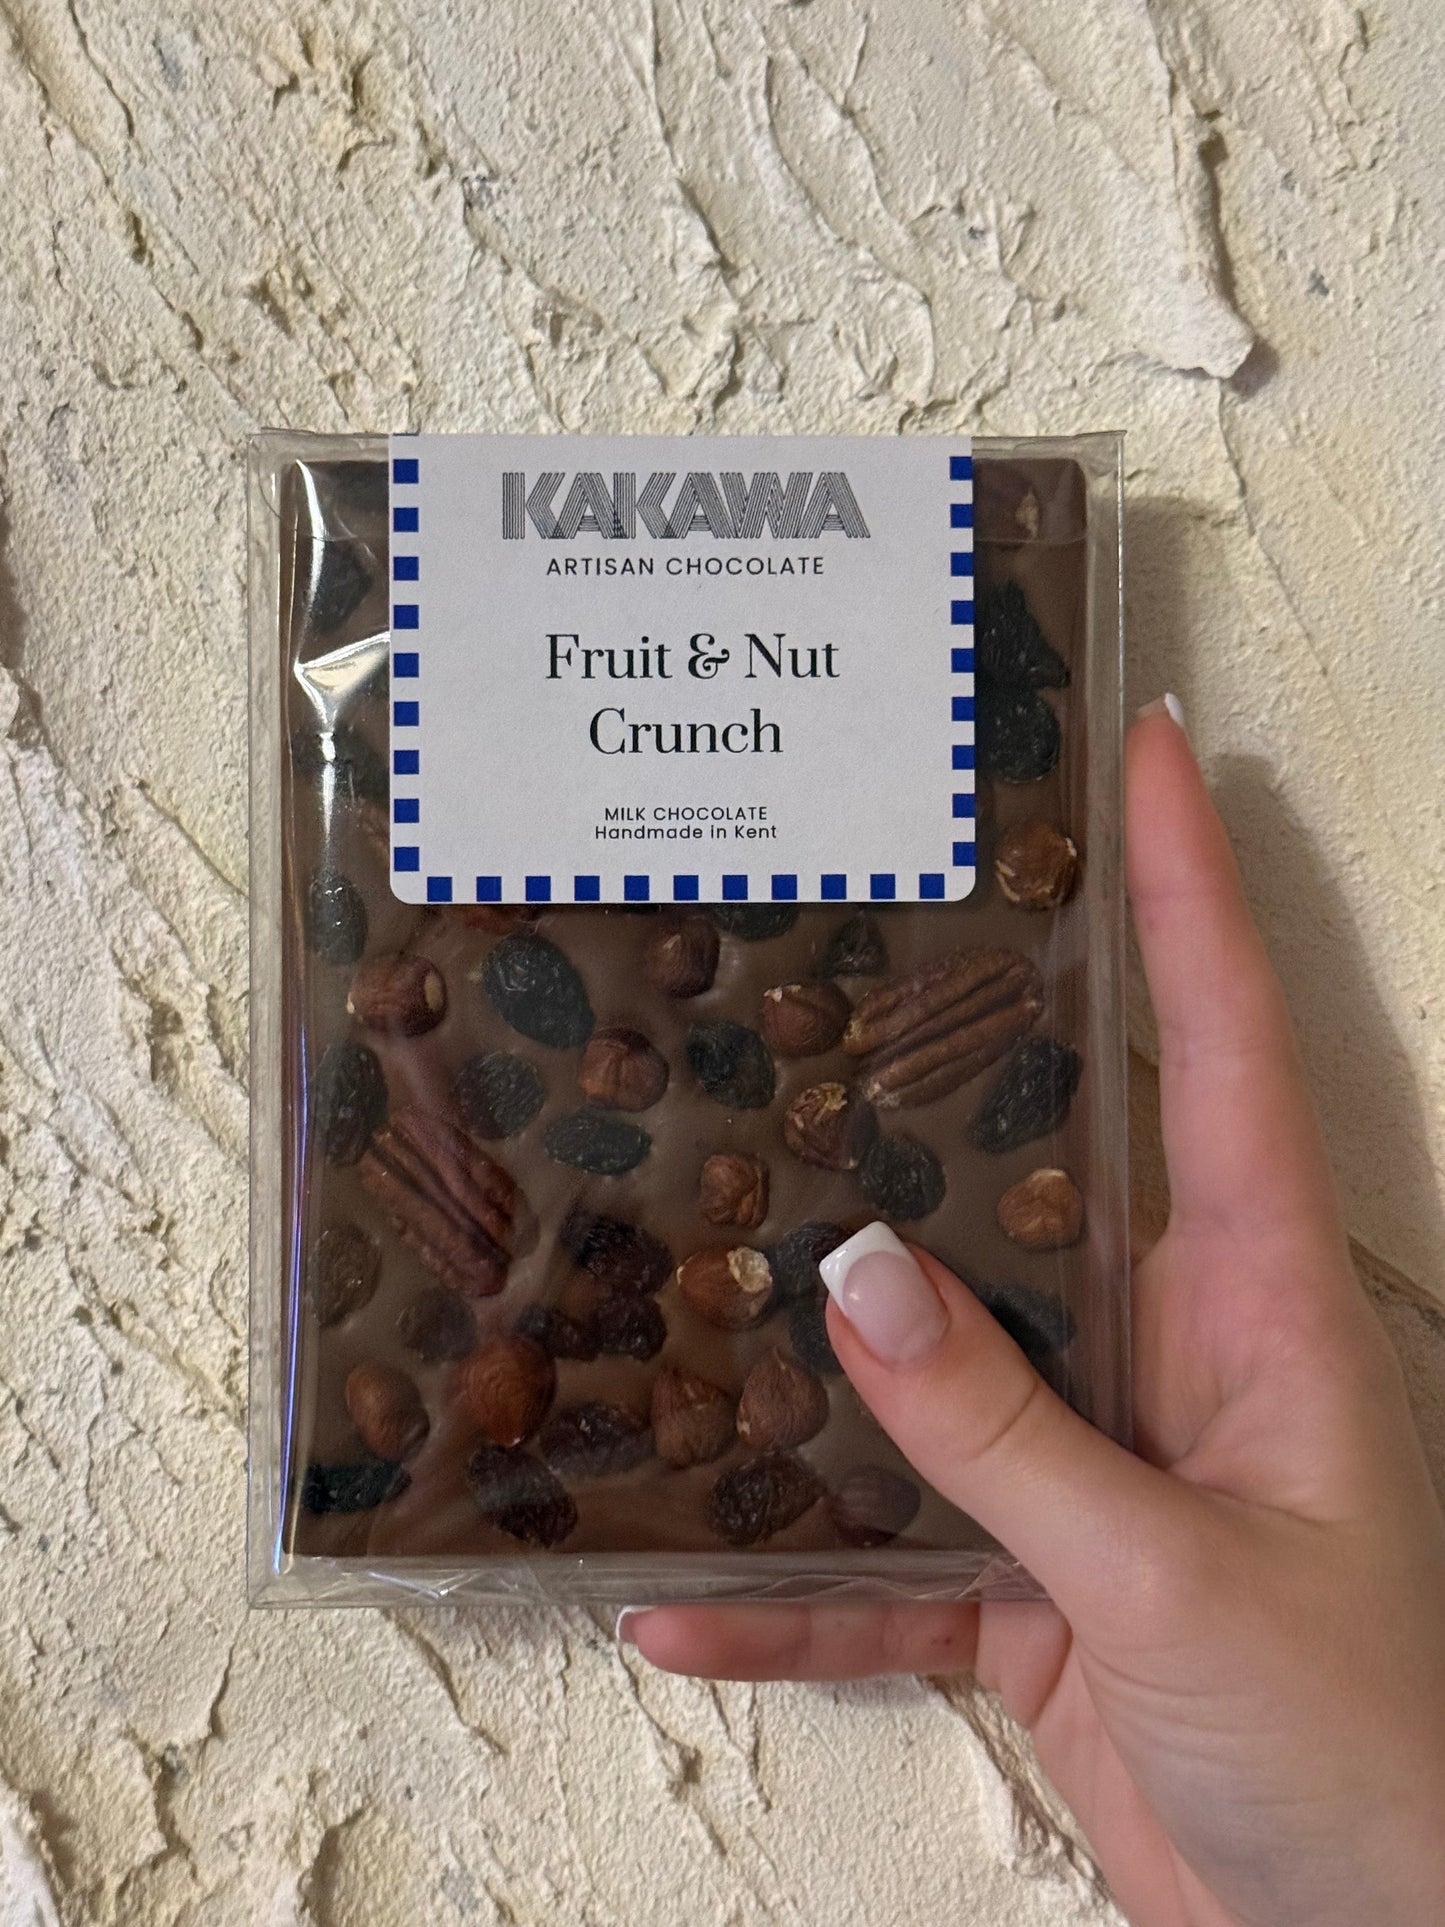 KAKAWA
ARTISAN CHOCOLATE
Fruit & Nut
Crunch
MILK CHOCOLATE
Handmade in Kent